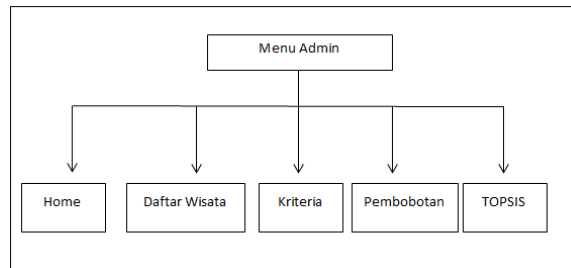 Menu Admin
Home
Daftar Wisata
Kriteria
Pembobotan
TOPSIS